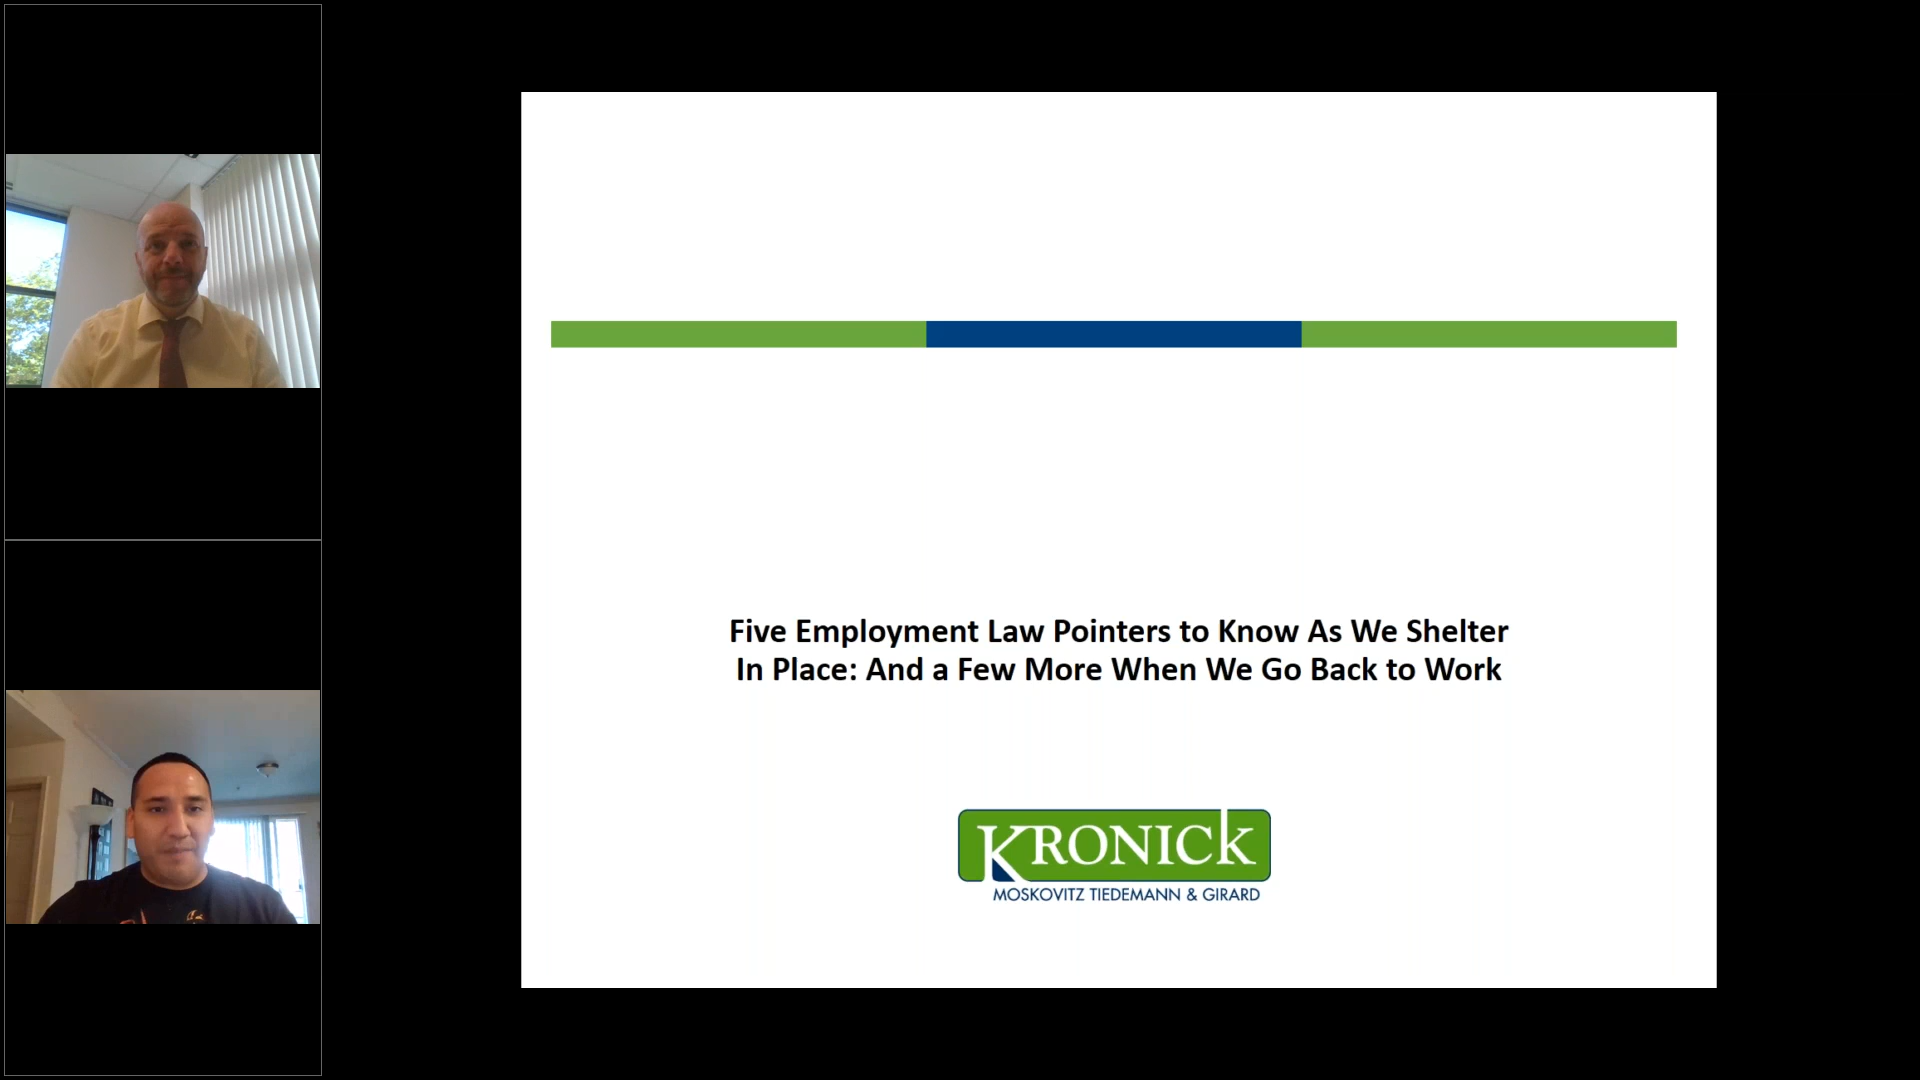 Five Employment Law Pointers to Know As We Shelter
In Place: And a Few More When We Go Back to Work
KRONICK
MOSKOVITZ TIEDEMANN & GIRARD